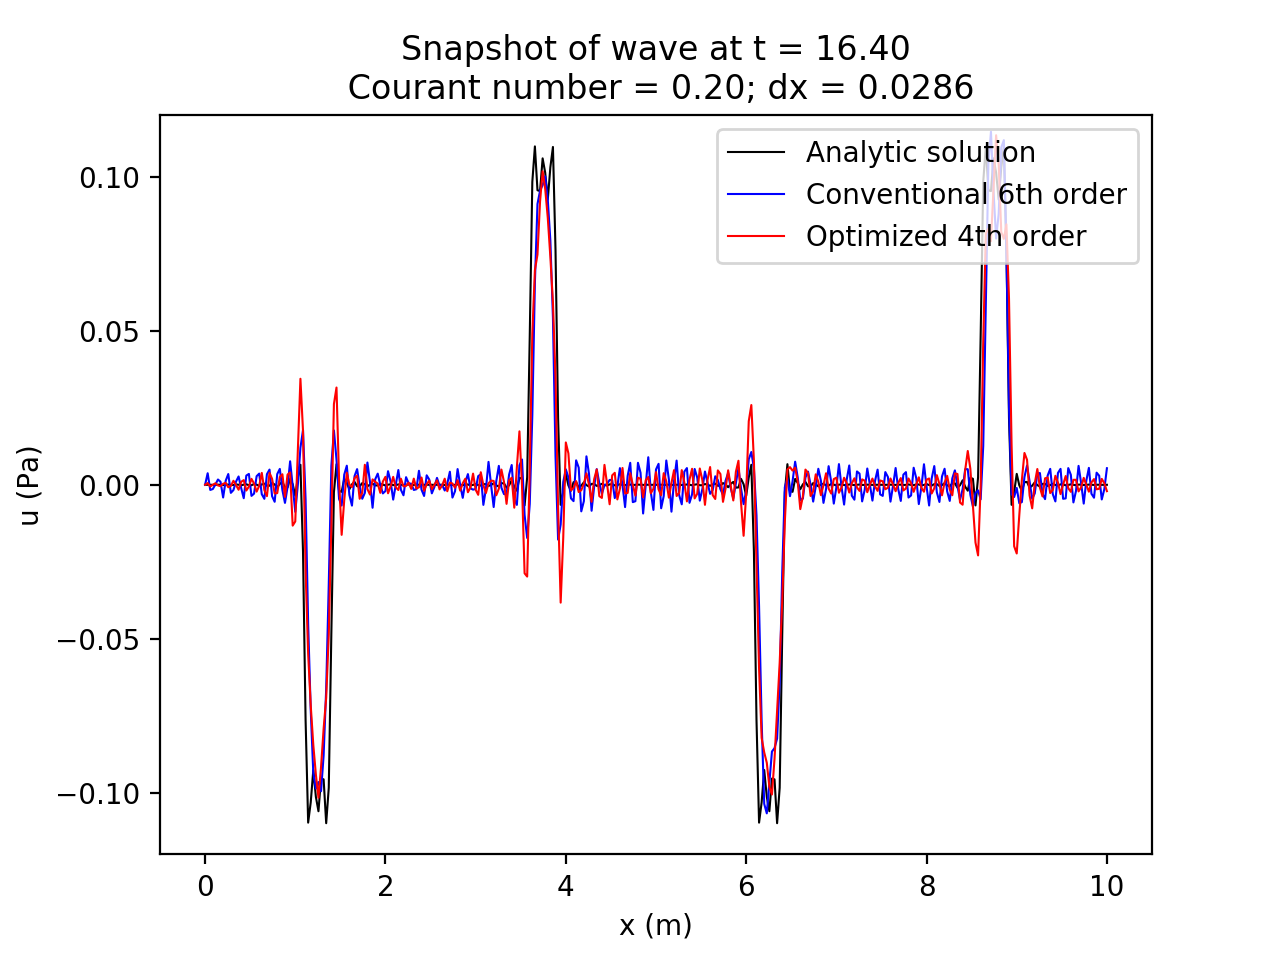 Snapshot of wave at t = 16.40
Courant number = 0.20; dx = 0.0286
Analytic solution
Conventional 6th order
Optimized 4th order
0.10
0.05
0.00
−0.05
−0.10
u (Pa)
0 2 4 6 8 10
x (m)